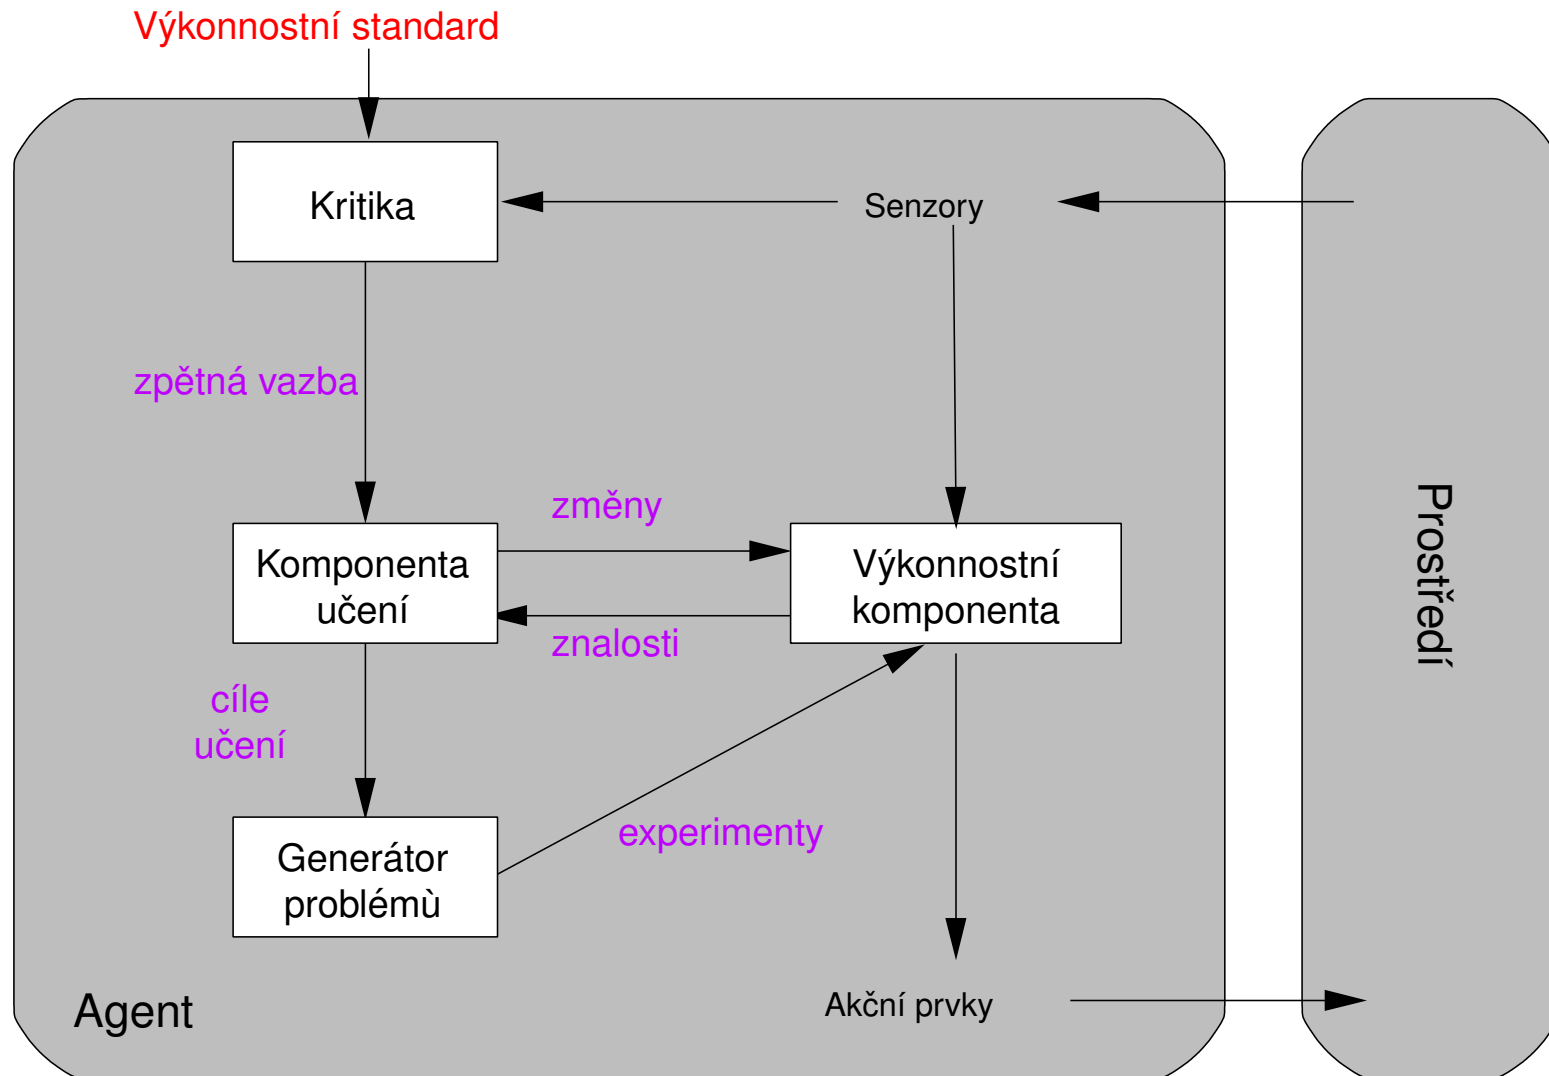 Výkonnostní standard
Kritika
Senzory
zpětná vazba
změny
Komponenta
učení
Výkonnostní
komponenta
znalosti
cíle
učení
experimenty
Generátor
problémù
Akční prvky
Agent
Prostředí